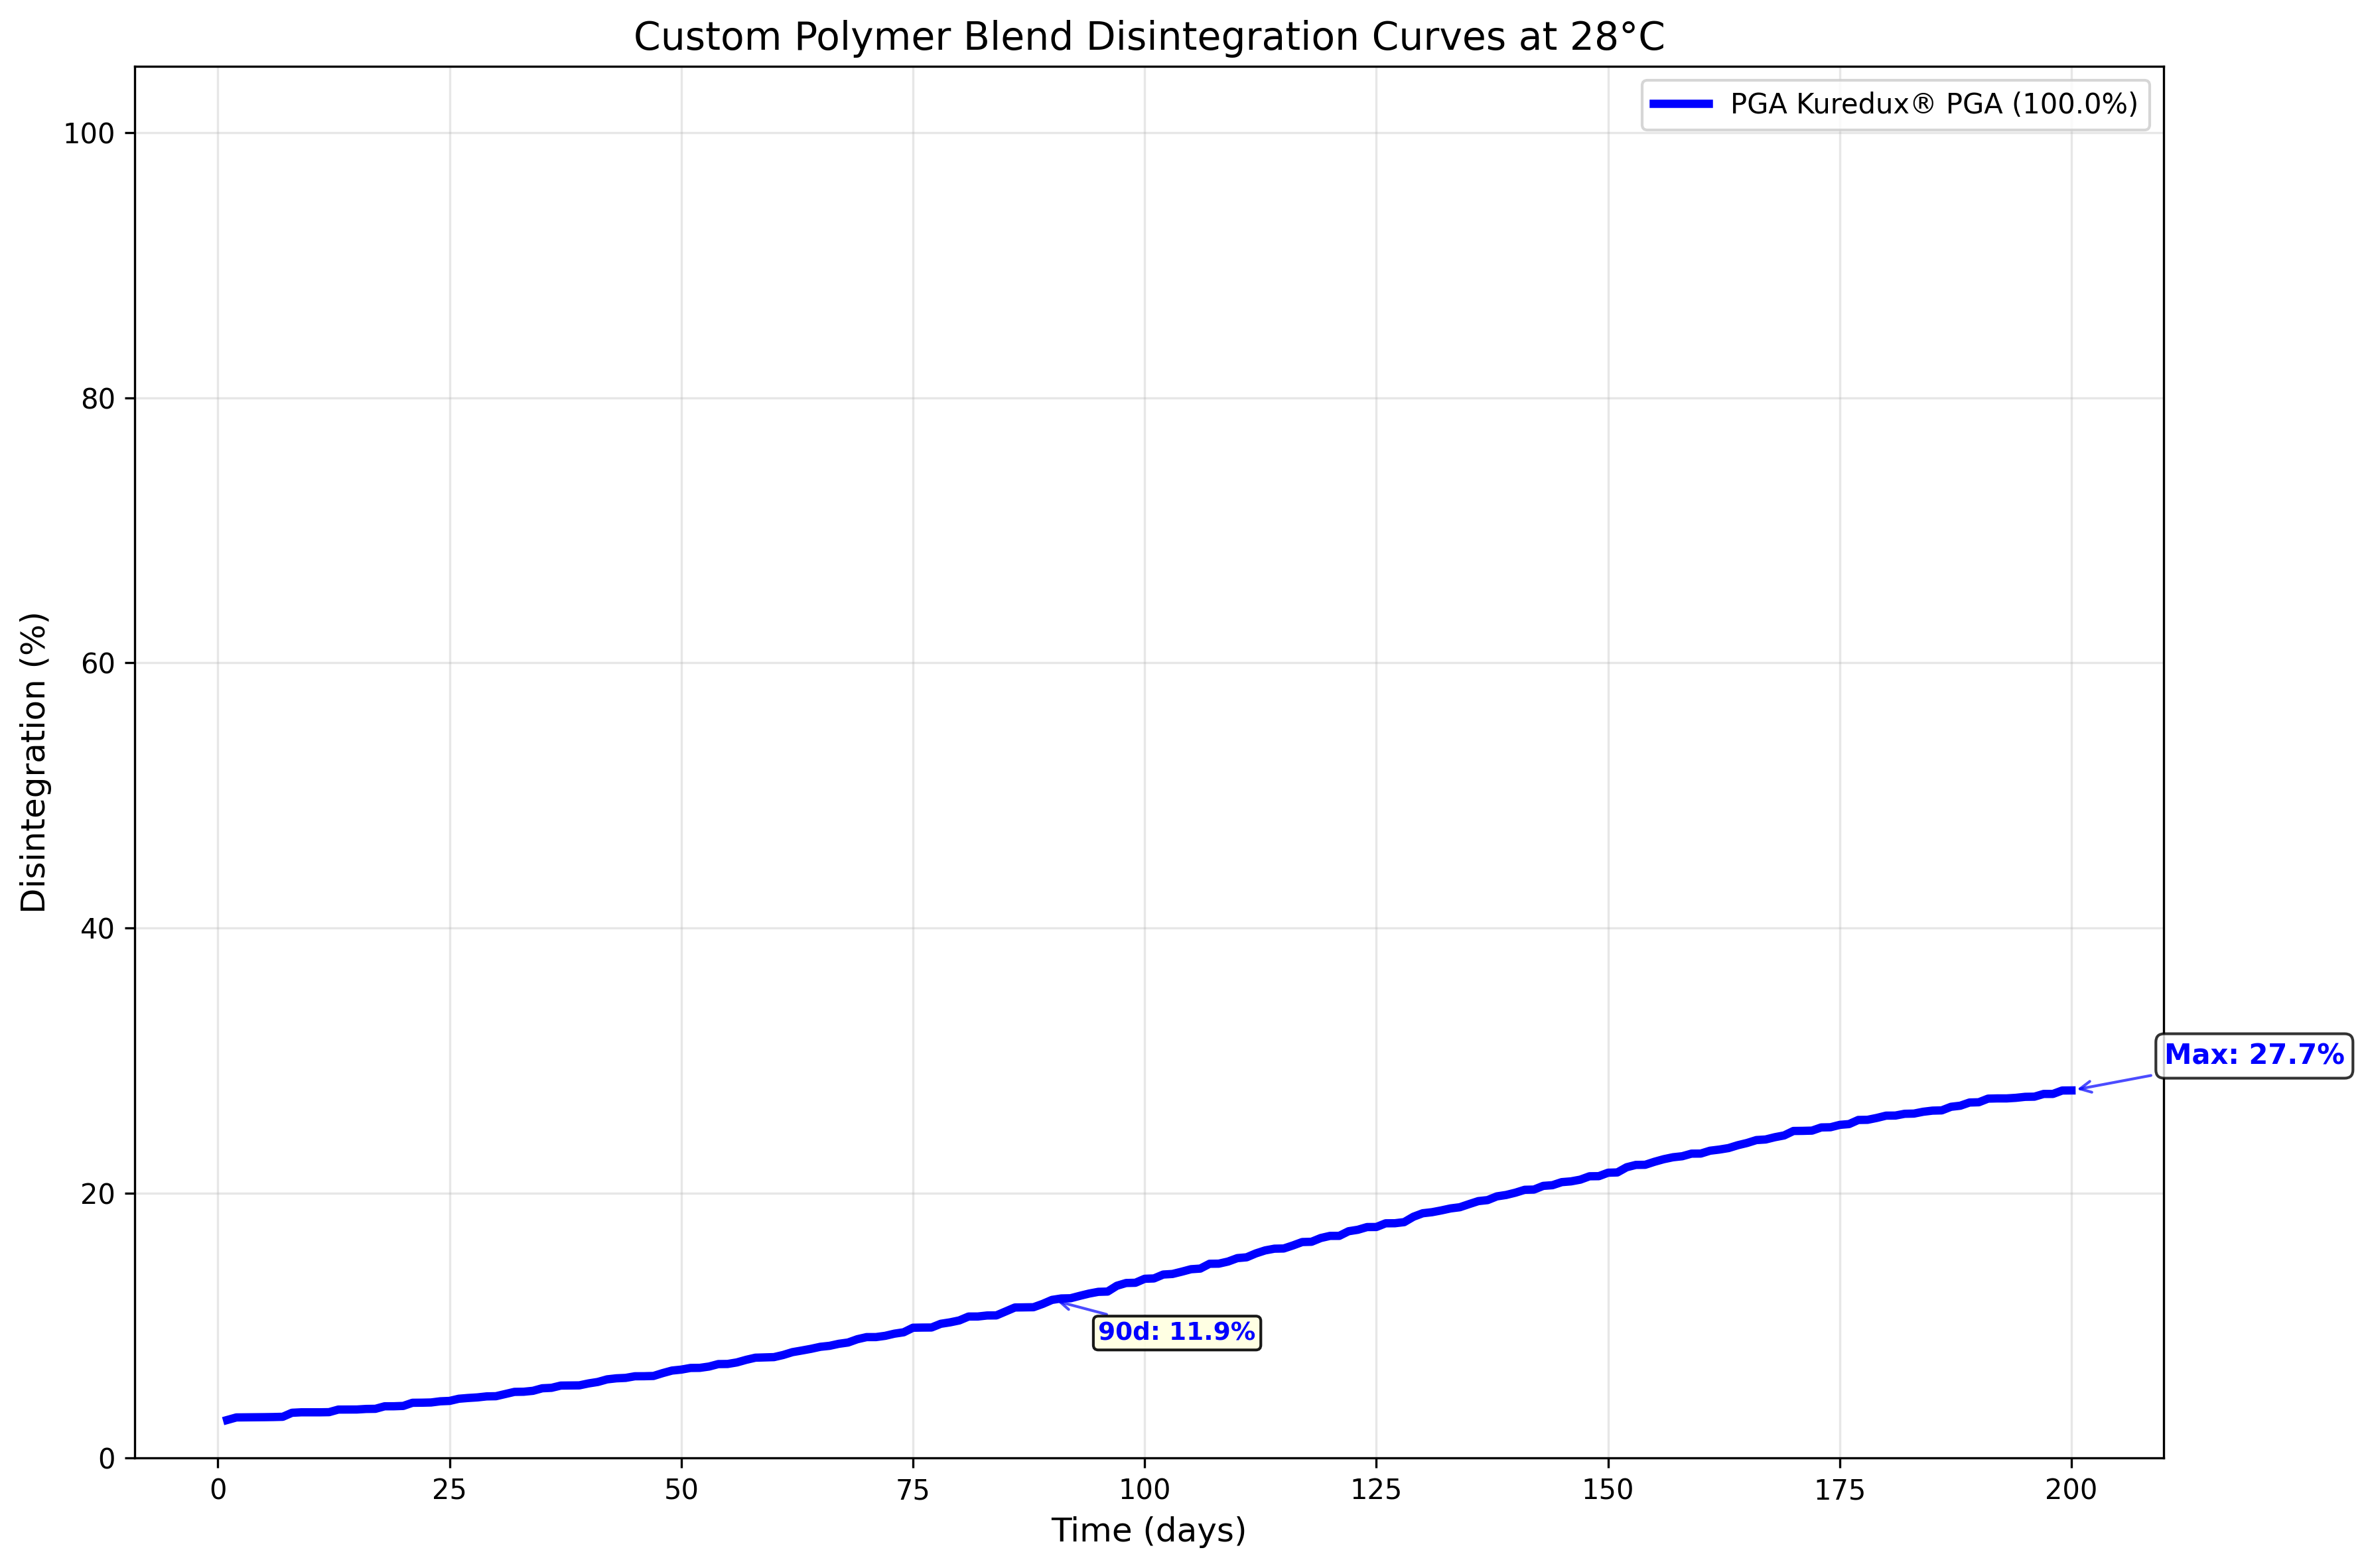 Custom Polymer Blend Disintegration Curves at 28°C
PGA Kuredux® PGA (100.0%)
Disintegration (%)
100
80
60
40
20
0
Max: 27.7%
90d: 11.9%
0 25 50 75 100 125 150 175 200
Time (days)